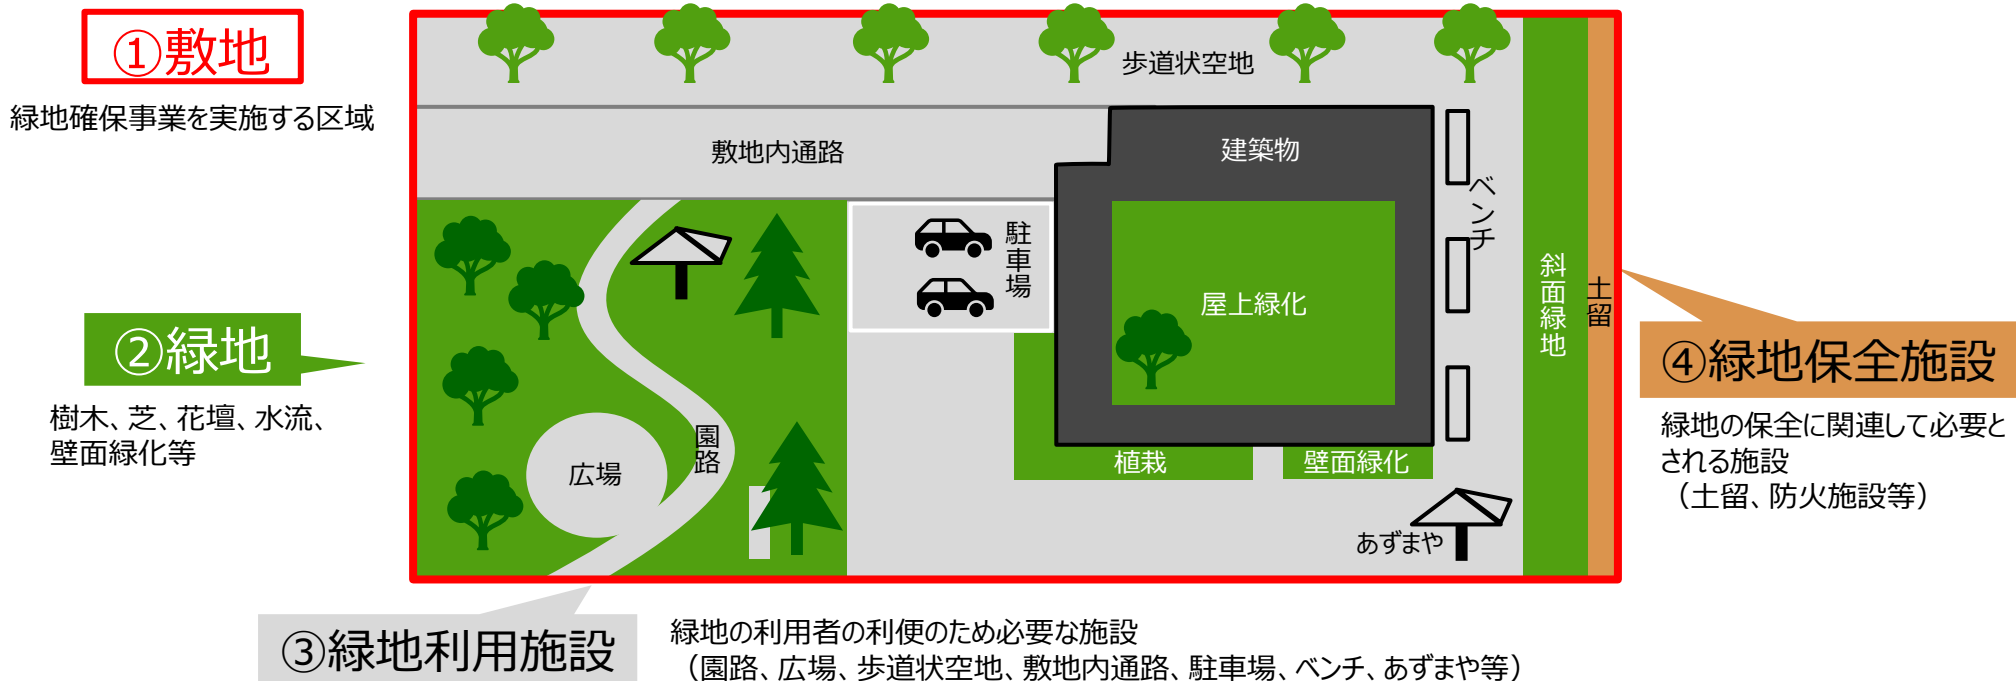 ①敷地
緑地確保事業を実施する区域
歩道状空地
敷地内通路
建築物
ベンチ
駐車場
屋上緑化
斜面緑地
土留
②緑地
樹木、芝、花壇、水流、
壁面緑化等
園路
広場
植栽
壁面緑化
あずまや
④緑地保全施設
緑地の保全に関連して必要と
される施設
（土留、防火施設等）
③緑地利用施設
緑地の利用者の利便のため必要な施設
（園路、広場、歩道状空地、敷地内通路、駐車場、ベンチ、あずまや等）